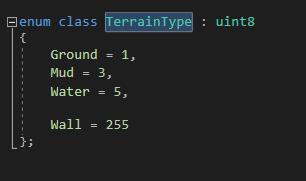 enum class TerrainType : uint8
{
Ground = 1,
Mud = 3,
Water = 5,
Wall = 255
};